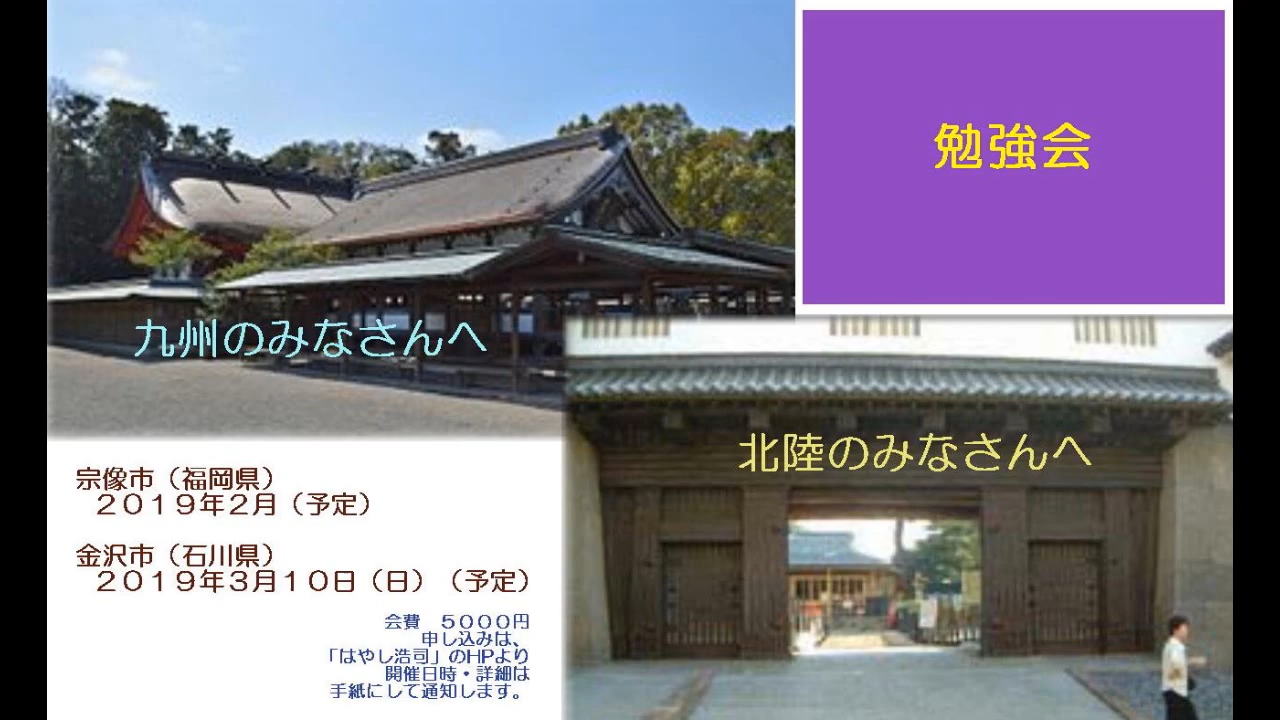 勉強会
九州のみなさんへ
北陸のみなさんへ
宗像市（福岡県）
２０１９年２月（予定）
金沢市（石川県）
２０１９年３月１０日（日）（予定）
会費　５０００円
申し込みは、
「はやし浩司」のHPより
開催日時・詳細は
手紙にして通知します。